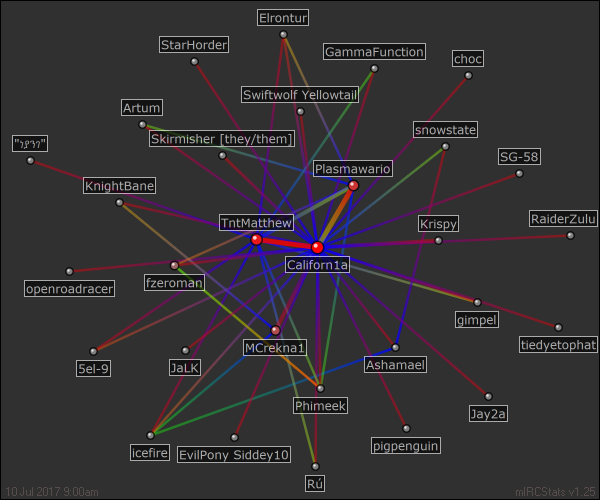 Elrontur
StarHorder
GammaFunction
choc
Swiftwolf Yellowtail
Artum
snowstate
Skirmisher [they/them]
SG-58
Plasmawario
KnightBane
TntMatthew
Krispy
RaiderZulu
Californ1a
openroadracer
fzeroman
gimpel
tiedyetophat
MCrekna1
5el-9
JaLK
Ashamael
Phimeek
Jay2a
icefire
EvilPony Siddey10
pigpenguin
Rú
10 Jul 2017 9:00am
mIRCStats v1.25